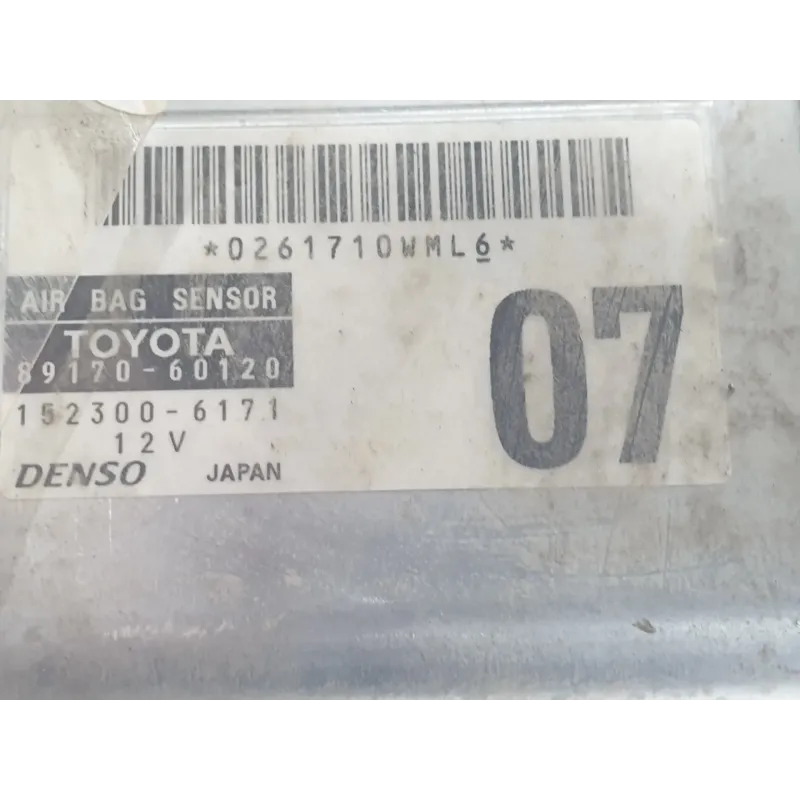 *0261710WML6*
AIR BAG SENSOR
TOYOTA
89170-60120
152300-6171
12V
DENSO JAPAN
07